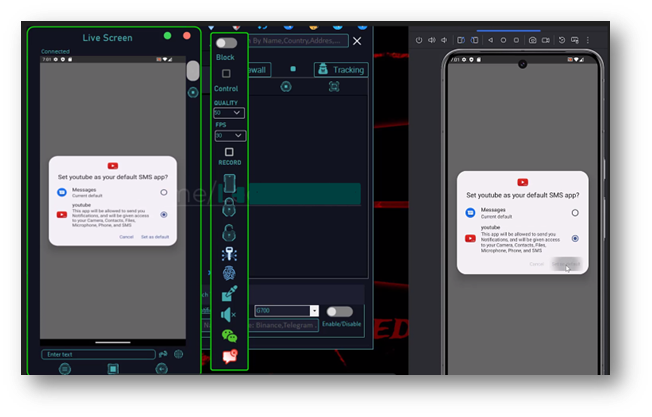 Live Screen
Connected
7:01
Set youtube as your default SMS app?
Messages
Current default
youtube
This app will be allowed to send you
Notifications, and will be given access
to your Camera, Contacts, Files,
Microphone, Phone, and SMS
Cancel
Set as default
Enter text
Black
Control
QUALITY
50
FPS
RECORD
By Name,Country,Addres,...
Tracking
G700
Binance,Telegram
Enable/Disable
ED
7:01
Set youtube as your default SMS app?
Messages
Current default
youtube
This app will be allowed to send you
Notifications, and will be given access
to your Camera, Contacts, Files,
Microphone, Phone, and SMS
Cancel